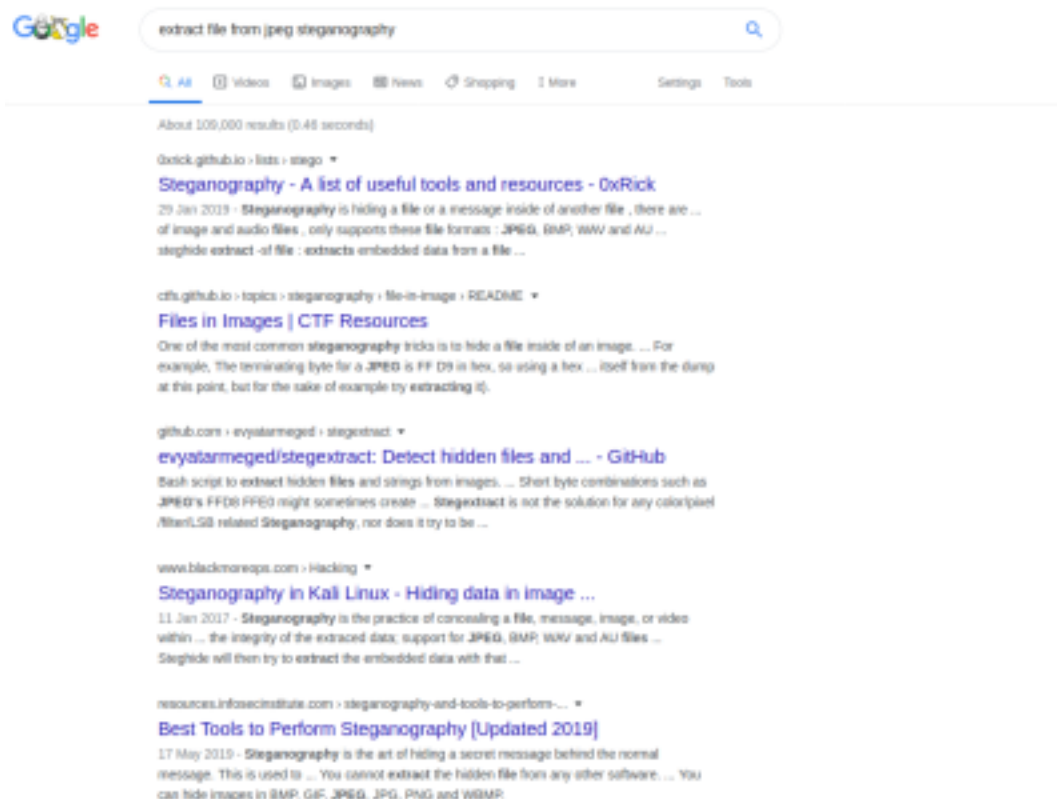 Google
extract file from jpeg steganography
All Videos Images News Shopping More Settings Tools
About 109,000 results (0.46 seconds)
0xrick.github.io › lists › stego
Steganography - A list of useful tools and resources - 0xRick
29 Jan 2019 - Steganography is hiding a file or a message inside of another file , there are ...
of image and audio files , only supports these file formats : JPEG, BMP, WAV and AU ...
steghide extract -sf file : extracts embedded data from a file ...
ctfs.github.io › topics › steganography › file-in-image › README
Files in Images | CTF Resources
One of the most common steganography tricks is to hide a file inside of an image. ... For
example, The terminating byte for a JPEG is FF D9 in hex, so using a hex ... itself from the dump
at this point, but for the sake of example try extracting it).
github.com › evyatarmeged › stegextract
evyatarmeged/stegextract: Detect hidden files and ... - GitHub
Bash script to extract hidden files and strings from images. ... Short byte combinations such as
JPEG's FFD8 FFE0 might sometimes create ... Stegextract is not the solution for any color/pixel
/filter/LSB related Steganography, nor does it try to be ...
www.blackmoreops.com › Hacking
Steganography in Kali Linux - Hiding data in image ...
11 Jan 2017 - Steganography is the practice of concealing a file, message, image, or video
within ... the integrity of the extraced data; support for JPEG, BMP, WAV and AU files ...
Steghide will then try to extract the embedded data with that ...
resources.infosecinstitute.com › steganography-and-tools-to-perform-...
Best Tools to Perform Steganography [Updated 2019]
17 May 2019 - Steganography is the art of hiding a secret message behind the normal
message. This is used to ... You cannot extract the hidden file from any other software. ... You
can hide images in BMP, GIF, JPEG, JPG, PNG and WBMP.